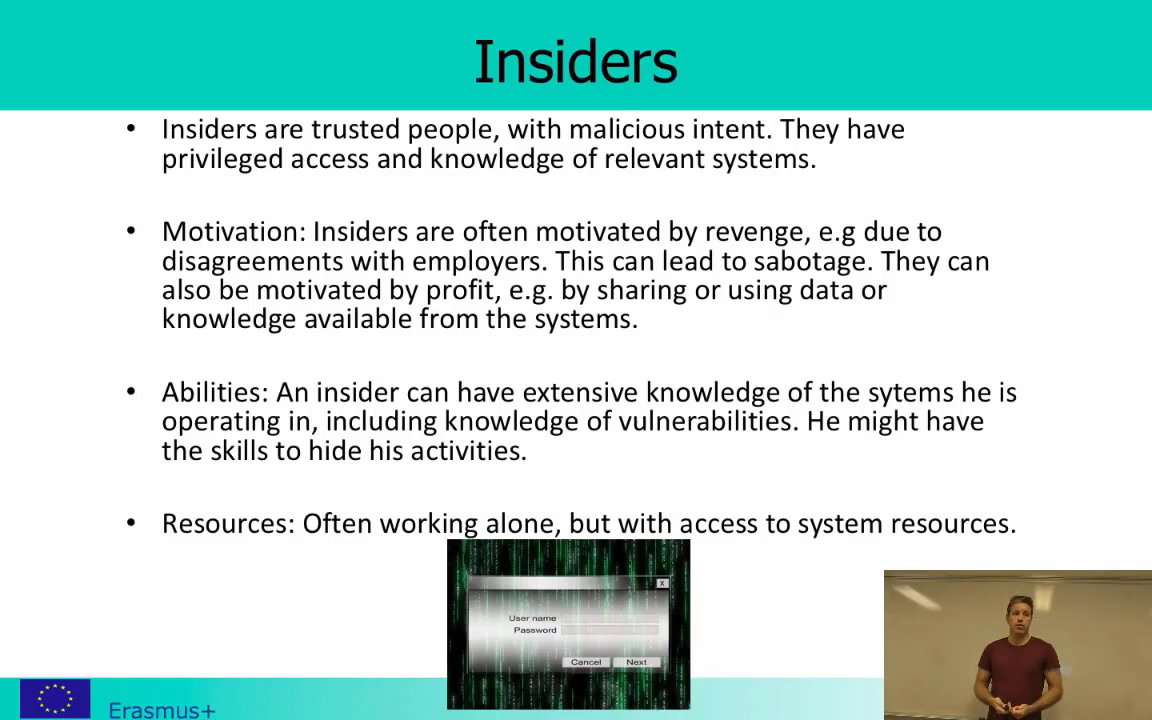 Insiders
• Insiders are trusted people, with malicious intent. They have
privileged access and knowledge of relevant systems.
• Motivation: Insiders are often motivated by revenge, e.g due to
disagreements with employers. This can lead to sabotage. They can
also be motivated by profit, e.g. by sharing or using data or
knowledge available from the systems.
• Abilities: An insider can have extensive knowledge of the sytems he is
operating in, including knowledge of vulnerabilities. He might have
the skills to hide his activities.
• Resources: Often working alone, but with access to system resources.
X
User name
Password
Cancel Next
Erasmus+